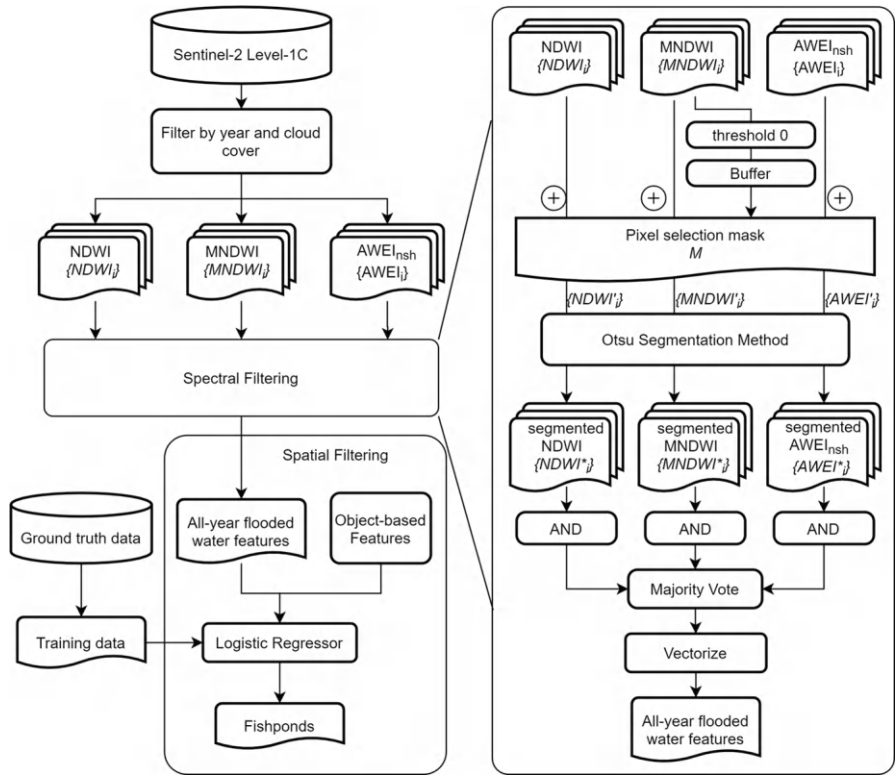 Sentinel-2 Level-1C
Filter by year and cloud
cover
NDWI
{NDWIᵢ}
MNDWI
{MNDWIᵢ}
AWEIₙₛₕ
{AWEIᵢ}
Spectral Filtering
Spatial Filtering
Ground truth data
All-year flooded
water features
Object-based
Features
Training data
Logistic Regressor
Fishponds
NDWI
{NDWIᵢ}
MNDWI
{MNDWIᵢ}
AWEIₙₛₕ
{AWEIᵢ}
threshold 0
Buffer
+
+
+
Pixel selection mask
M
{NDWI'ᵢ}
{MNDWI'ᵢ}
{AWEI'ᵢ}
Otsu Segmentation Method
segmented
NDWI
{NDWI*ᵢ}
segmented
MNDWI
{MNDWI*ᵢ}
segmented
AWEIₙₛₕ
{AWEI*ᵢ}
AND
AND
AND
Majority Vote
Vectorize
All-year flooded
water features